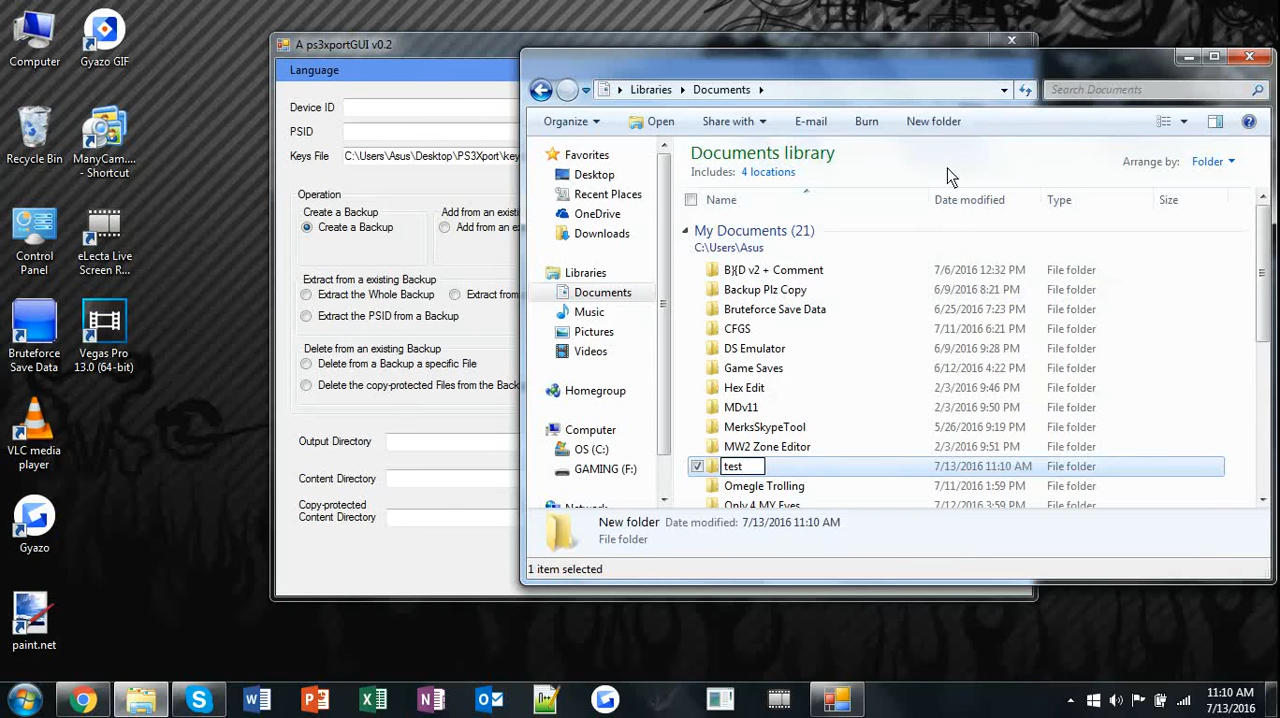 Computer
Gyazo GIF
Recycle Bin
ManyCam....
- Shortcut
Control
Panel
eLecta Live
Screen R...
Bruteforce
Save Data
Vegas Pro
13.0 (64-bit)
VLC media
player
Gyazo
paint.net
A ps3xportGUI v0.2
Language
Device ID
PSID
Keys File
C:\Users\Asus\Desktop\PS3Xport\key
Operation
Create a Backup
Create a Backup
Add from an existi
Add from an ex
Extract from a existing Backup
Extract the Whole Backup
Extract from
Extract the PSID from a Backup
Delete from an existing Backup
Delete from a Backup a specific File
Delete the copy-protected Files from the Back
Output Directory
Content Directory
Copy-protected
Content Directory
Libraries
Documents
Search Documents
Organize
Open
Share with
E-mail
Burn
New folder
Favorites
Desktop
Recent Places
OneDrive
Downloads
Libraries
Documents
Music
Pictures
Videos
Homegroup
Computer
OS (C:)
GAMING (F:)
Network
Documents library
Includes: 4 locations
Arrange by: Folder
Name Date modified Type Size
My Documents (21)
C:\Users\Asus
B}{D v2 + Comment 7/6/2016 12:32 PM File folder
Backup Plz Copy 6/9/2016 8:21 PM File folder
Bruteforce Save Data 6/25/2016 7:23 PM File folder
CFGS 7/11/2016 6:21 PM File folder
DS Emulator 6/9/2016 9:28 PM File folder
Game Saves 6/12/2016 4:22 PM File folder
Hex Edit 2/3/2016 9:46 PM File folder
MDv11 2/3/2016 9:50 PM File folder
MerksSkypeTool 5/26/2016 9:19 PM File folder
MW2 Zone Editor 2/3/2016 9:51 PM File folder
test 7/13/2016 11:10 AM File folder
Omegle Trolling 7/11/2016 1:59 PM File folder
Only 4 MY Eyes 7/12/2016 3:59 PM File folder
New folder Date modified: 7/13/2016 11:10 AM
File folder
1 item selected
11:10 AM
7/13/2016